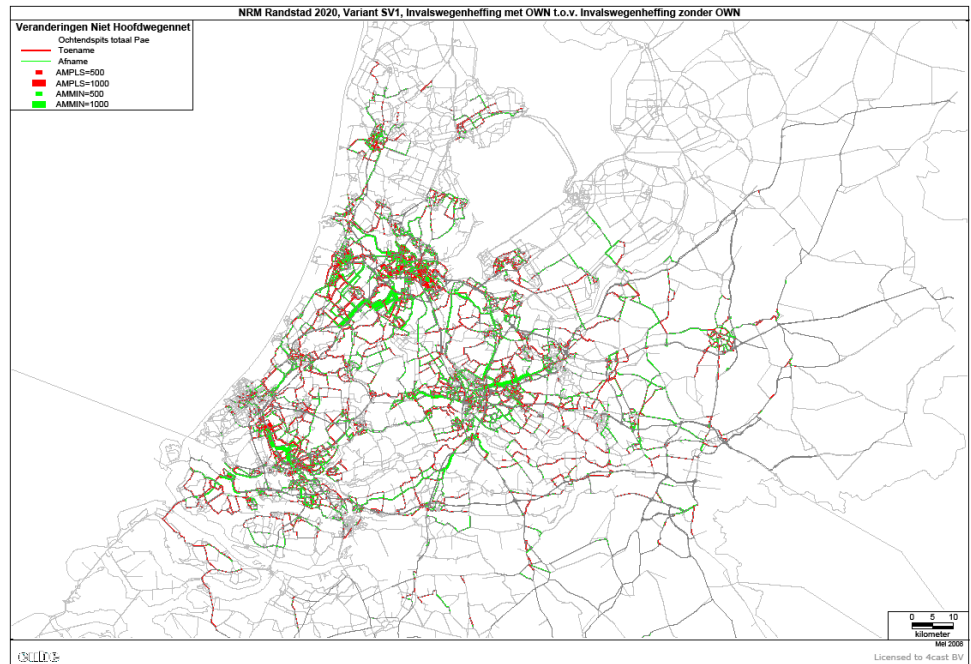 NRM Randstad 2020, Variant SV1, Invalswegenheffing met OWN t.o.v. Invalswegenheffing zonder OWN
Veranderingen Niet Hoofdwegennet
Ochtendspits totaal Pae
Toename
Afname
AMPLS=500
AMPLS=1000
AMMIN=500
AMMIN=1000
0 5 10
kilometer
Mei 2008
cube
Licensed to 4cast BV